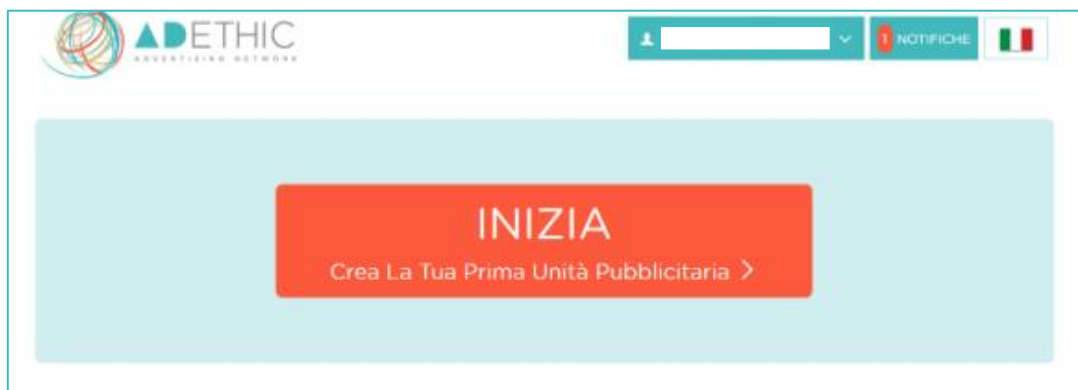 ADETHIC
ADVERTISING NETWORK
1 NOTIFICHE
INIZIA
Crea La Tua Prima Unità Pubblicitaria >